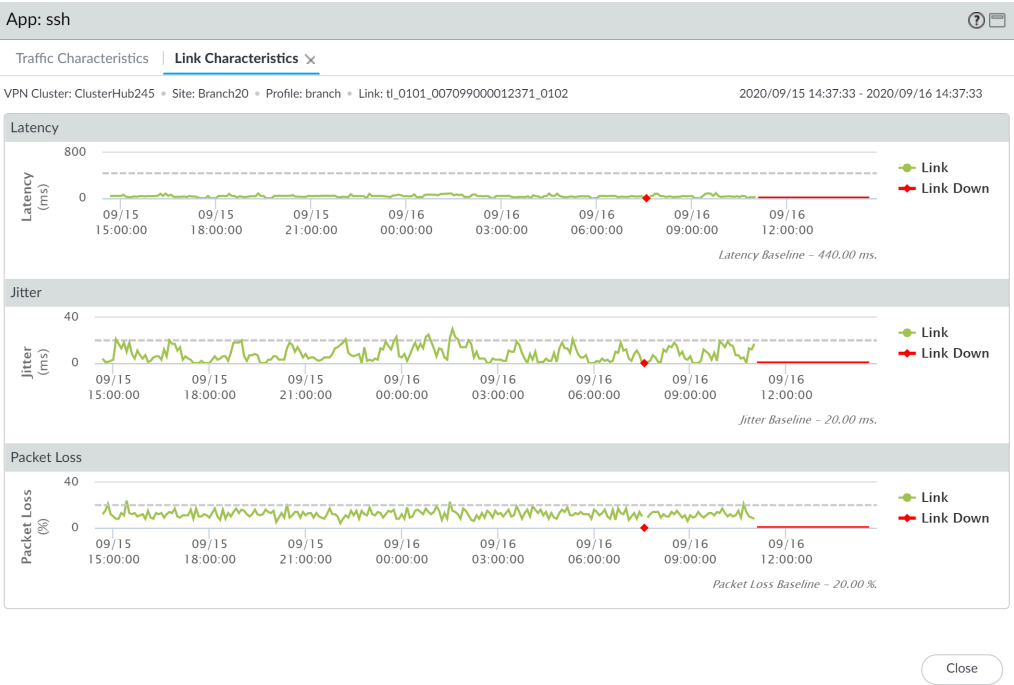 App: ssh
Traffic Characteristics Link Characteristics
VPN Cluster: ClusterHub245 Site: Branch20 Profile: branch Link: tl_0101_007099000012371_0102 2020/09/15 14:37:33 - 2020/09/16 14:37:33
Latency
800
0
Latency
(ms)
09/15 09/15 09/15 09/16 09/16 09/16 09/16 09/16
15:00:00 18:00:00 21:00:00 00:00:00 03:00:00 06:00:00 09:00:00 12:00:00
Link
Link Down
Latency Baseline – 440.00 ms.
Jitter
40
0
Jitter
(ms)
09/15 09/15 09/15 09/16 09/16 09/16 09/16 09/16
15:00:00 18:00:00 21:00:00 00:00:00 03:00:00 06:00:00 09:00:00 12:00:00
Link
Link Down
Jitter Baseline – 20.00 ms.
Packet Loss
40
0
Packet Loss
(%)
09/15 09/15 09/15 09/16 09/16 09/16 09/16 09/16
15:00:00 18:00:00 21:00:00 00:00:00 03:00:00 06:00:00 09:00:00 12:00:00
Link
Link Down
Packet Loss Baseline – 20.00 %.
Close